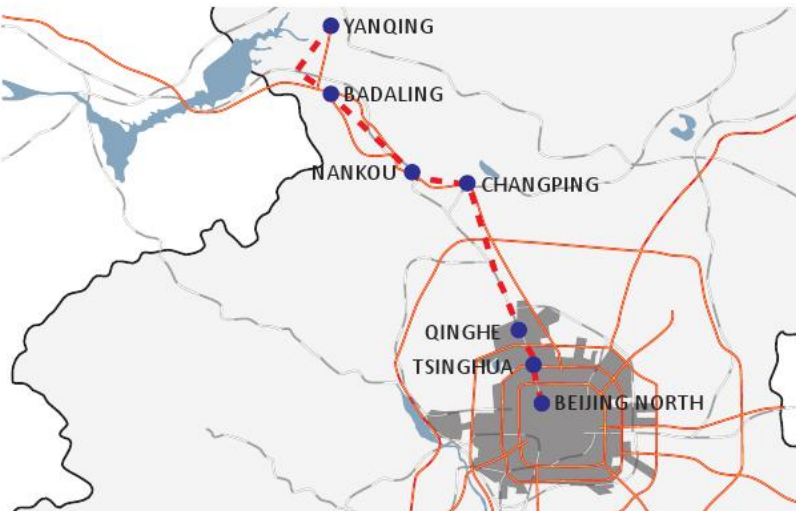 YANQING
BADALING
NANKOU
CHANGPING
QINGHE
TSINGHUA
BEIJING NORTH